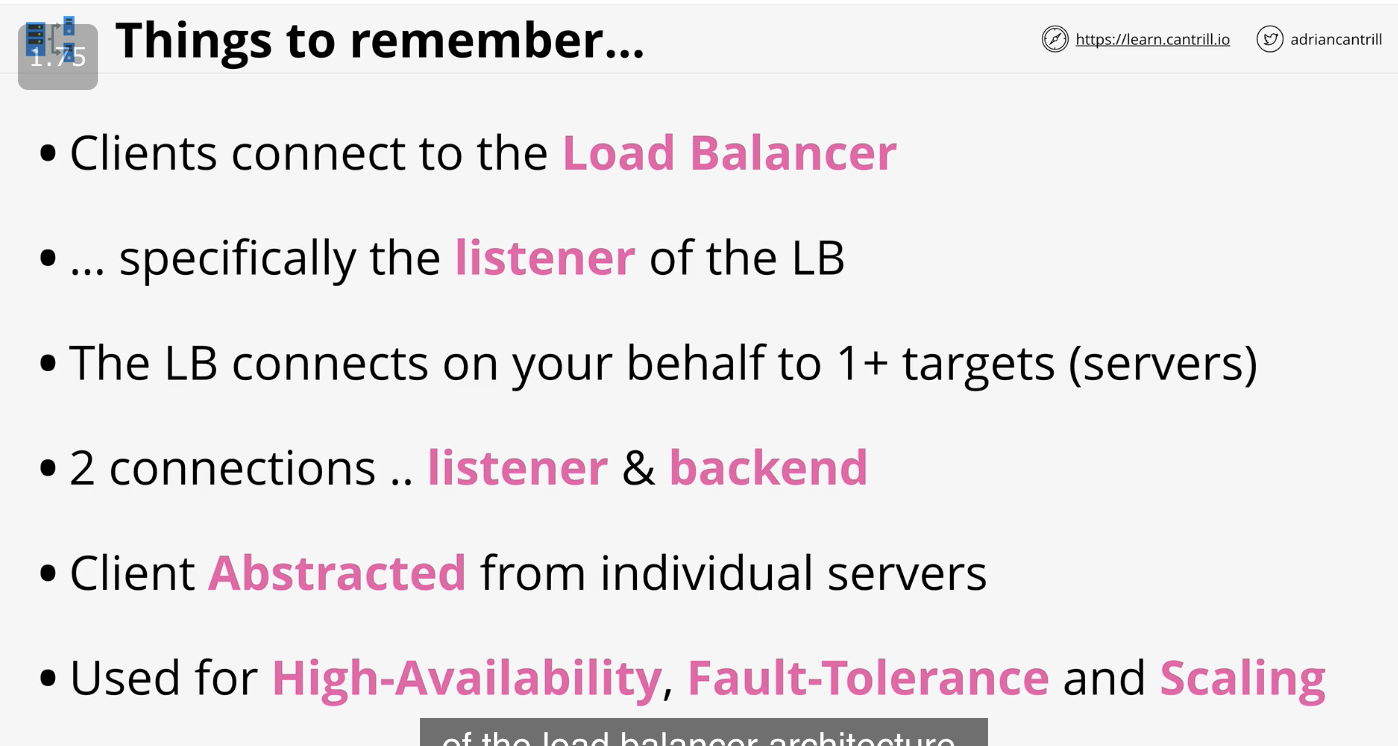 1.75
Things to remember...
https://learn.cantrill.io
adriancantrill
• Clients connect to the Load Balancer
• ... specifically the listener of the LB
• The LB connects on your behalf to 1+ targets (servers)
• 2 connections .. listener & backend
• Client Abstracted from individual servers
• Used for High-Availability, Fault-Tolerance and Scaling
of the load balancer architecture